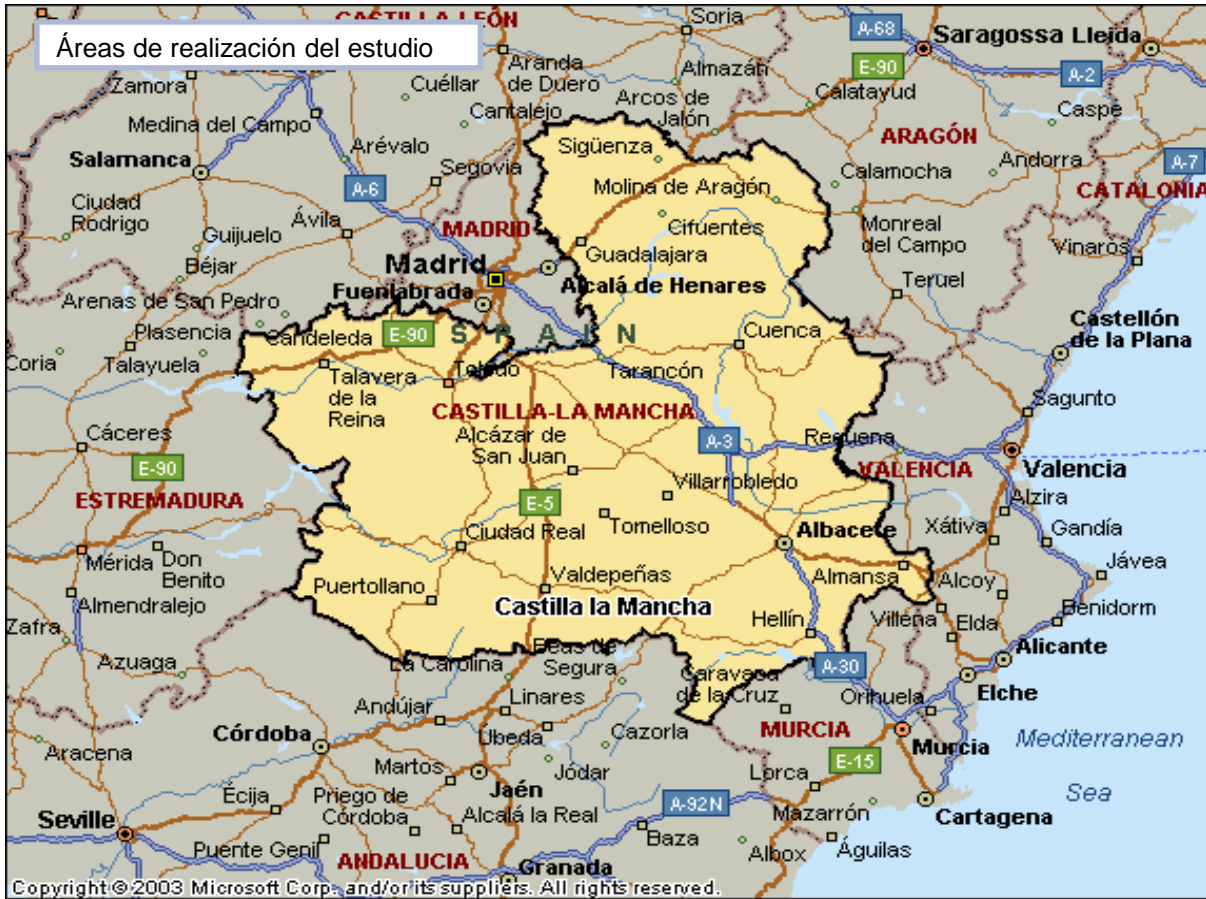 Áreas de realización del estudio
CASTILLA-LEÓN
Soria
A-68
Saragossa Lleida
Zamora
Cuéllar
Aranda
de Duero
Almazán
E-90
A-2
Medina del Campo
Cantalejo
Arcos de
Jalón
Calatayud
Caspe
Salamanca
Arévalo
Segovia
Sigüenza
ARAGÓN
A-7
A-6
Molina de Aragón
Calamocha
Andorra
CATALONIA
Ciudad
Rodrigo
Ávila
MADRID
Cifuentes
Monreal
del Campo
Guijuelo
Guadalajara
Vinaròs
Béjar
Madrid
Alcalá de Henares
Teruel
Arenas de San Pedro
Fuenlabrada
Plasencia
Candeleda
E-90
SPAIN
Cuenca
Castellón
de la Plana
Coria
Talayuela
Talavera
de la
Reina
Toledo
Tarancón
CASTILLA-LA MANCHA
Sagunto
Cáceres
Alcázar de
San Juan
A-3
Requena
E-90
VALENCIA
Valencia
ESTREMADURA
E-5
Villarrobledo
Alzira
Ciudad Real
Tomelloso
Albacete
Xátiva
Gandía
Mérida
Don
Benito
Puertollano
Valdepeñas
Almansa
Alcoy
Jávea
Almendralejo
Castilla la Mancha
Hellín
Villena
Elda
Benidorm
Zafra
Azuaga
La Carolina
Beas de
Segura
Caravaca
de la Cruz
A-30
Alicante
Orihuela
Elche
Andújar
Linares
Córdoba
Úbeda
Cazorla
MURCIA
Murcia
Mediterranean
Sea
Aracena
Martos
Jódar
E-15
Jaén
Lorca
Écija
Priego de
Córdoba
Alcalá la Real
A-92N
Mazarrón
Cartagena
Seville
Puente Genil
Baza
Albox
Águilas
ANDALUCIA
Granada
Copyright © 2003 Microsoft Corp. and/or its suppliers. All rights reserved.